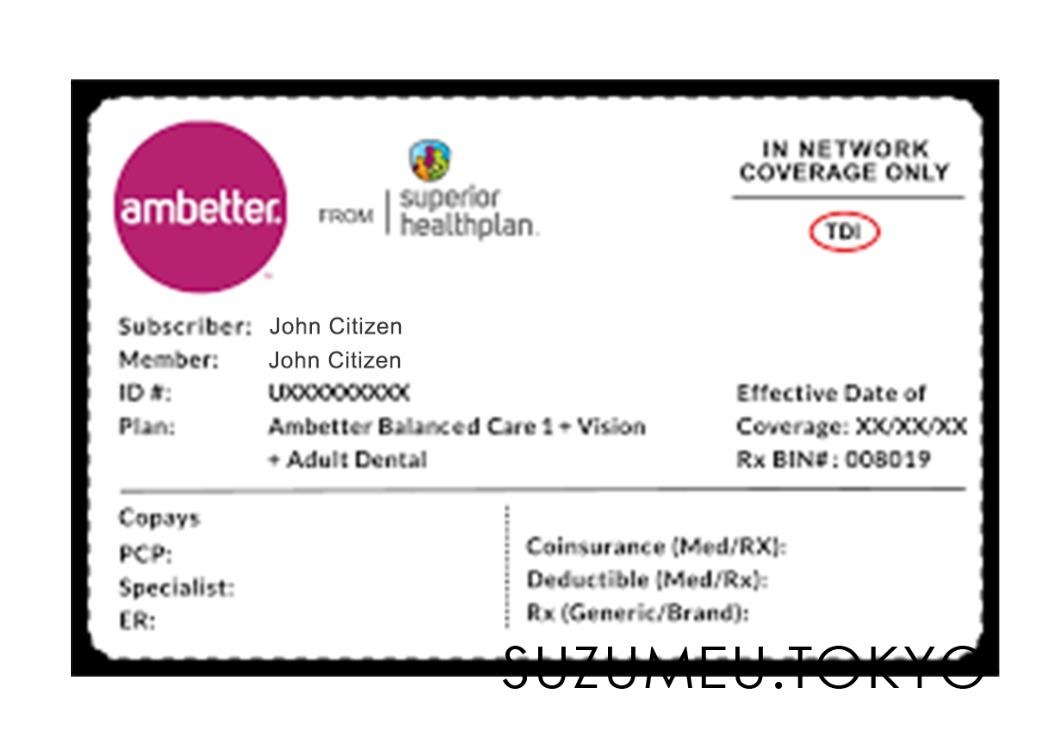 ambetter.
™
FROM
superior
healthplan.
IN NETWORK
COVERAGE ONLY
TDI
Subscriber: John Citizen
Member: John Citizen
ID #: UXXXXXXXXX
Plan: Ambetter Balanced Care 1 + Vision
+ Adult Dental
Effective Date of
Coverage: XX/XX/XX
Rx BIN#: 008019
Copays
PCP:
Specialist:
ER:
Coinsurance (Med/RX):
Deductible (Med/Rx):
Rx (Generic/Brand):
SUZUMEU.TOKYO